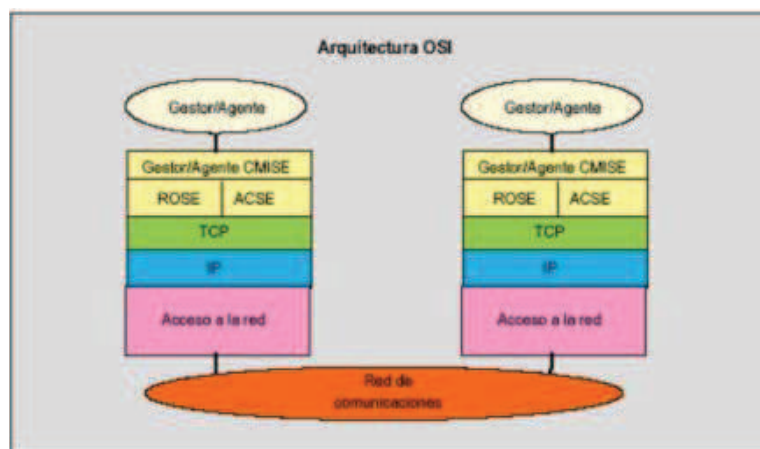 Arquitectura OSI
Gestor/Agente
Gestor/Agente
Gestor/Agente CMISE
ROSE
ACSE
TCP
IP
Acceso a la red
Gestor/Agente CMISE
ROSE
ACSE
TCP
IP
Acceso a la red
Red de
comunicaciones